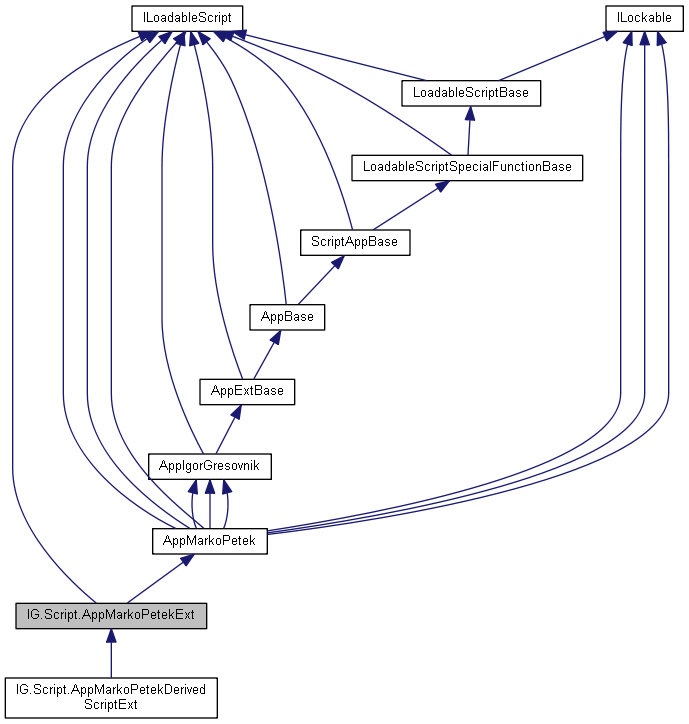 ILoadableScript
ILockable
LoadableScriptBase
LoadableScriptSpecialFunctionBase
ScriptAppBase
AppBase
AppExtBase
AppIgorGresovnik
AppMarkoPetek
IG.Script.AppMarkoPetekExt
IG.Script.AppMarkoPetekDerived
ScriptExt